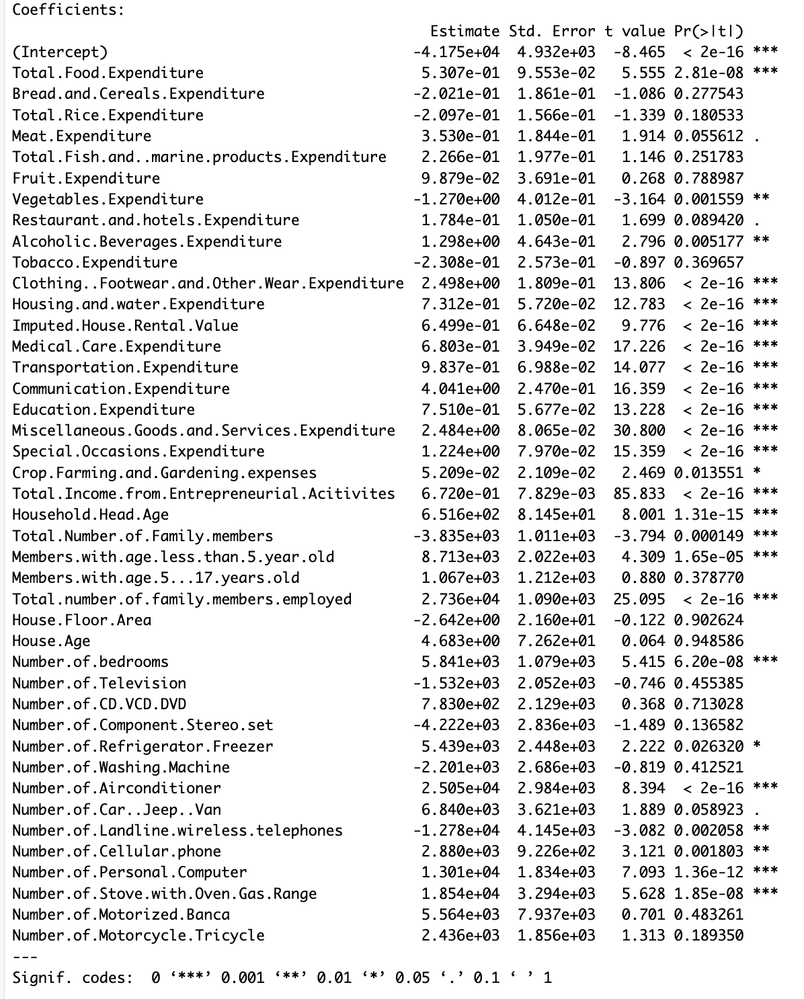 Coefficients:
Estimate Std. Error t value Pr(>|t|)
(Intercept) -4.175e+04 4.932e+03 -8.465 < 2e-16 ***
Total.Food.Expenditure 5.307e-01 9.553e-02 5.555 2.81e-08 ***
Bread.and.Cereals.Expenditure -2.021e-01 1.861e-01 -1.086 0.277543
Total.Rice.Expenditure -2.097e-01 1.566e-01 -1.339 0.180533
Meat.Expenditure 3.530e-01 1.844e-01 1.914 0.055612 .
Total.Fish.and..marine.products.Expenditure 2.266e-01 1.977e-01 1.146 0.251783
Fruit.Expenditure 9.879e-02 3.691e-01 0.268 0.788987
Vegetables.Expenditure -1.270e+00 4.012e-01 -3.164 0.001559 **
Restaurant.and.hotels.Expenditure 1.784e-01 1.050e-01 1.699 0.089420 .
Alcoholic.Beverages.Expenditure 1.298e+00 4.643e-01 2.796 0.005177 **
Tobacco.Expenditure -2.308e-01 2.573e-01 -0.897 0.369657
Clothing..Footwear.and.Other.Wear.Expenditure 2.498e+00 1.809e-01 13.806 < 2e-16 ***
Housing.and.water.Expenditure 7.312e-01 5.720e-02 12.783 < 2e-16 ***
Imputed.House.Rental.Value 6.499e-01 6.648e-02 9.776 < 2e-16 ***
Medical.Care.Expenditure 6.803e-01 3.949e-02 17.226 < 2e-16 ***
Transportation.Expenditure 9.837e-01 6.988e-02 14.077 < 2e-16 ***
Communication.Expenditure 4.041e+00 2.470e-01 16.359 < 2e-16 ***
Education.Expenditure 7.510e-01 5.677e-02 13.228 < 2e-16 ***
Miscellaneous.Goods.and.Services.Expenditure 2.484e+00 8.065e-02 30.800 < 2e-16 ***
Special.Occasions.Expenditure 1.224e+00 7.970e-02 15.359 < 2e-16 ***
Crop.Farming.and.Gardening.expenses 5.209e-02 2.109e-02 2.469 0.013551 *
Total.Income.from.Entrepreneurial.Acitivites 6.720e-01 7.829e-03 85.833 < 2e-16 ***
Household.Head.Age 6.516e+02 8.145e+01 8.001 1.31e-15 ***
Total.Number.of.Family.members -3.835e+03 1.011e+03 -3.794 0.000149 ***
Members.with.age.less.than.5.year.old 8.713e+03 2.022e+03 4.309 1.65e-05 ***
Members.with.age.5...17.years.old 1.067e+03 1.212e+03 0.880 0.378770
Total.number.of.family.members.employed 2.736e+04 1.090e+03 25.095 < 2e-16 ***
House.Floor.Area -2.642e+00 2.160e+01 -0.122 0.902624
House.Age 4.683e+00 7.262e+01 0.064 0.948586
Number.of.bedrooms 5.841e+03 1.079e+03 5.415 6.20e-08 ***
Number.of.Television -1.532e+03 2.052e+03 -0.746 0.455385
Number.of.CD.VCD.DVD 7.830e+02 2.129e+03 0.368 0.713028
Number.of.Component.Stereo.set -4.222e+03 2.836e+03 -1.489 0.136582
Number.of.Refrigerator.Freezer 5.439e+03 2.448e+03 2.222 0.026320 *
Number.of.Washing.Machine -2.201e+03 2.686e+03 -0.819 0.412521
Number.of.Airconditioner 2.505e+04 2.984e+03 8.394 < 2e-16 ***
Number.of.Car..Jeep..Van 6.840e+03 3.621e+03 1.889 0.058923 .
Number.of.Landline.wireless.telephones -1.278e+04 4.145e+03 -3.082 0.002058 **
Number.of.Cellular.phone 2.880e+03 9.226e+02 3.121 0.001803 **
Number.of.Personal.Computer 1.301e+04 1.834e+03 7.093 1.36e-12 ***
Number.of.Stove.with.Oven.Gas.Range 1.854e+04 3.294e+03 5.628 1.85e-08 ***
Number.of.Motorized.Banca 5.564e+03 7.937e+03 0.701 0.483261
Number.of.Motorcycle.Tricycle 2.436e+03 1.856e+03 1.313 0.189350
---
Signif. codes: 0 ‘***’ 0.001 ‘**’ 0.01 ‘*’ 0.05 ‘.’ 0.1 ‘ ’ 1